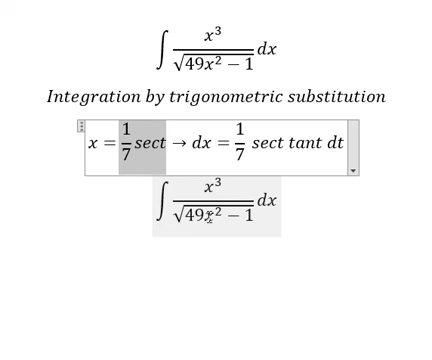 ∫ x³ / √(49x² − 1) dx
Integration by trigonometric substitution
x = 1/7 sect → dx = 1/7 sect tant dt
∫ x³ / √(49x² − 1) dx